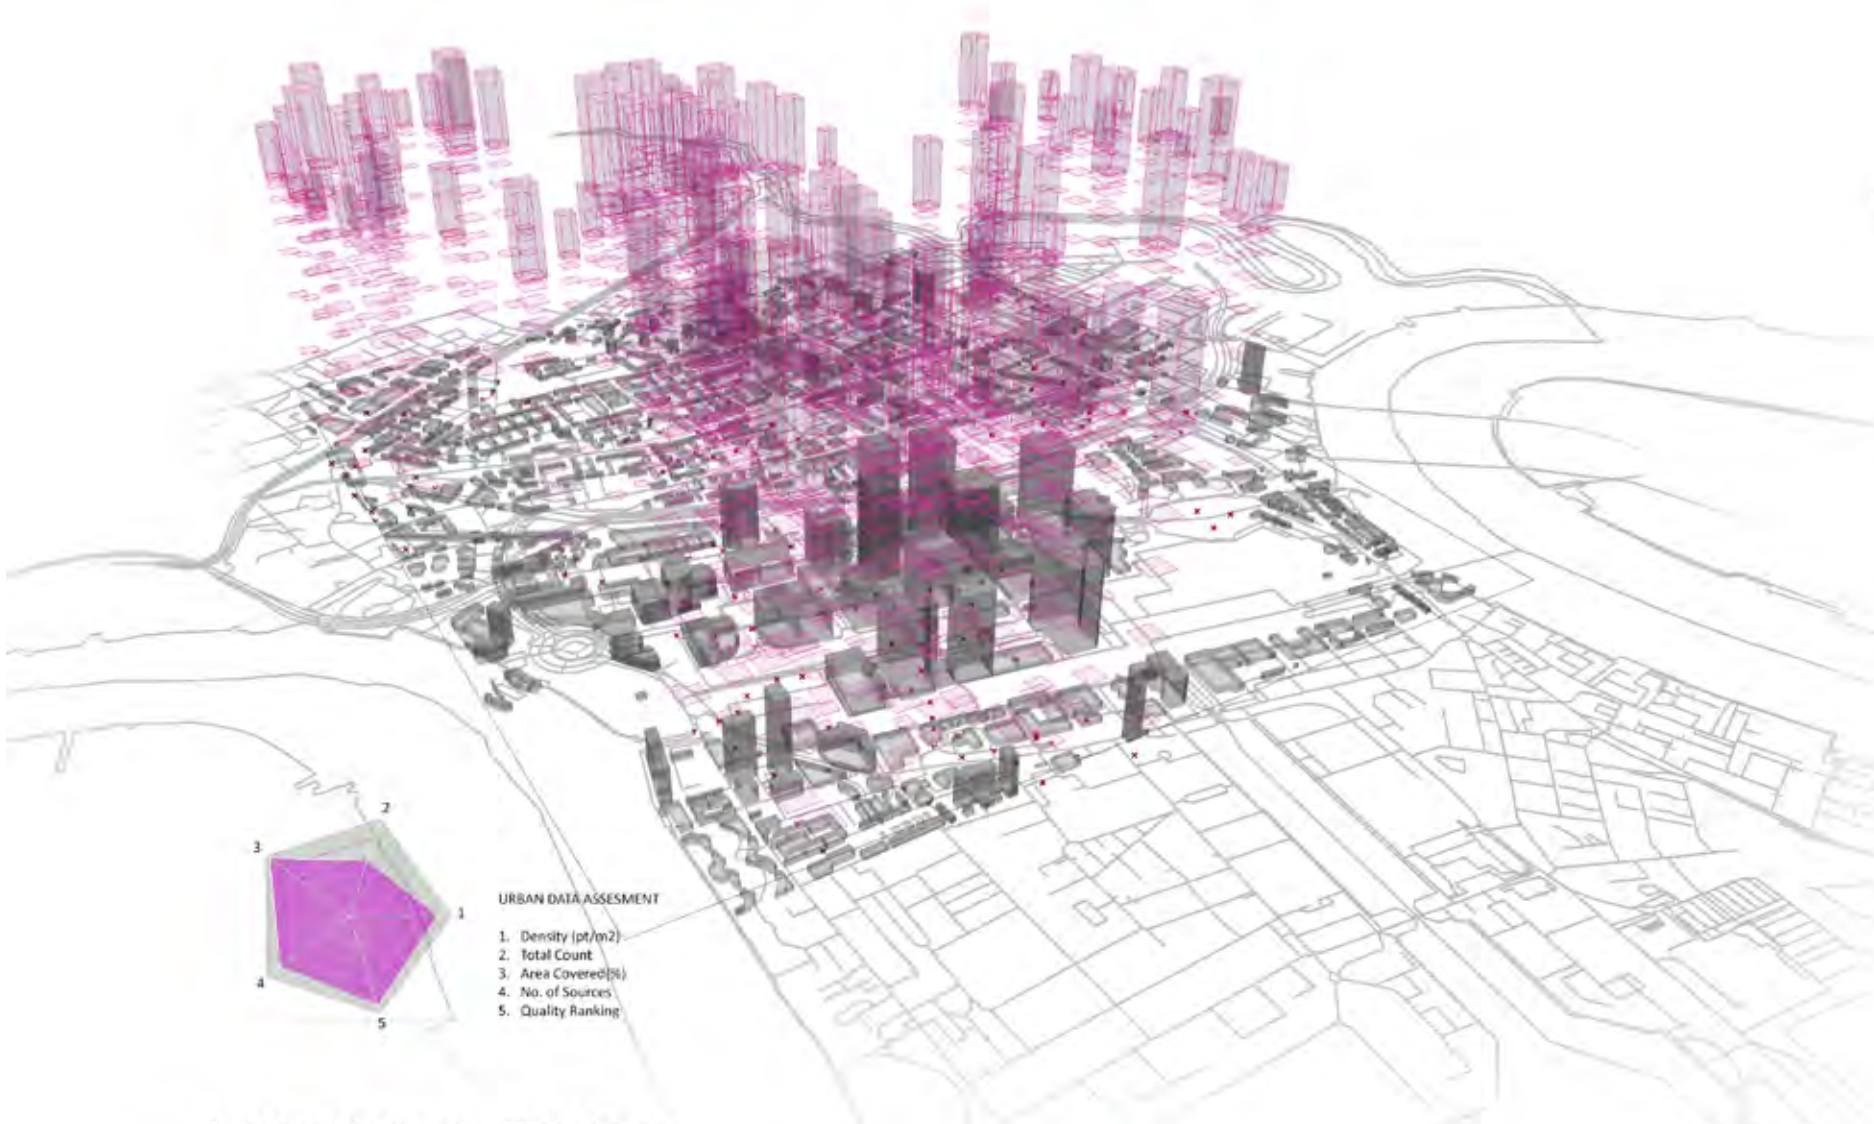 2
3
1
4
5
URBAN DATA ASSESMENT
1. Density (pt/m2)
2. Total Count
3. Area Covered(%)
4. No. of Sources
5. Quality Ranking